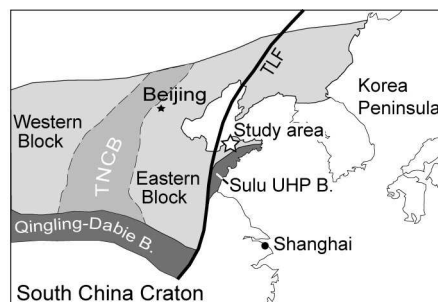 TLF
Korea
Peninsula
Beijing
Western
Block
TNCB
Study area
Eastern
Block
Sulu UHP B.
Qingling-Dabie B.
Shanghai
South China Craton